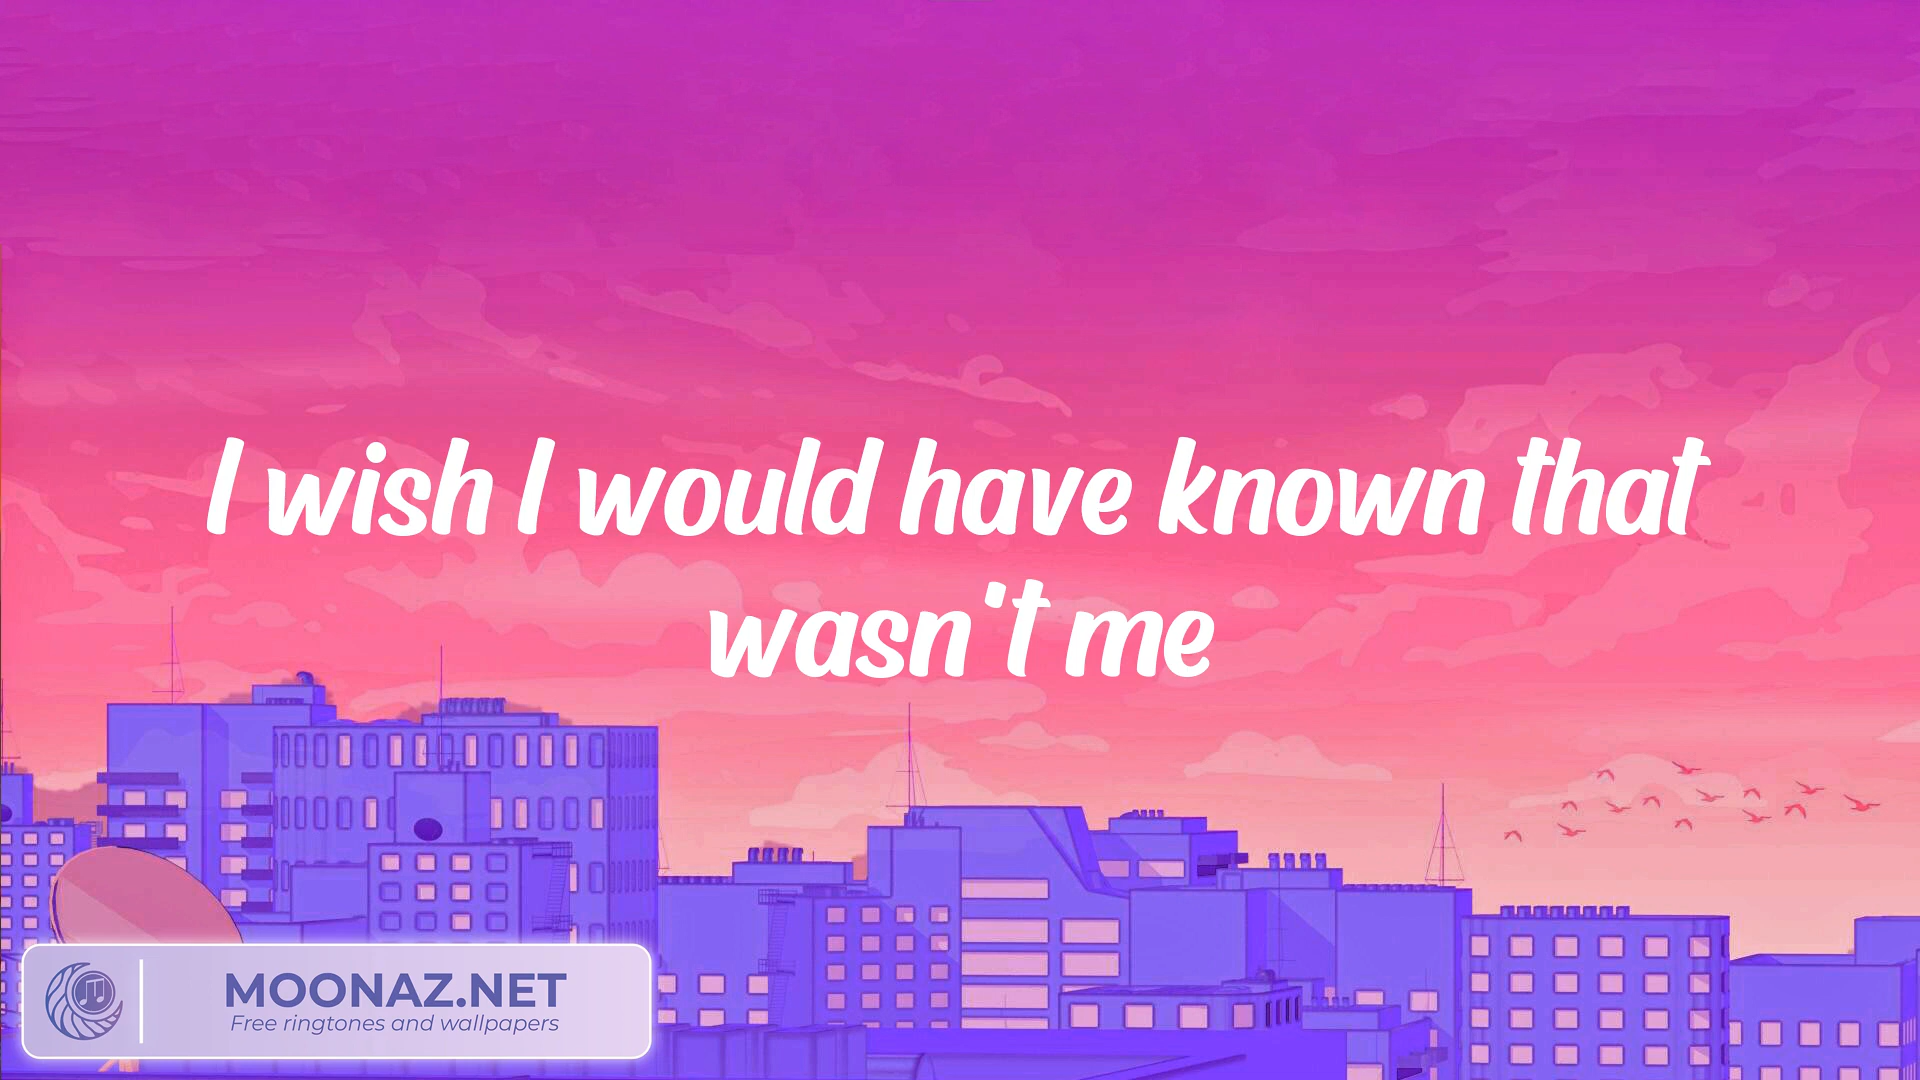 I wish I would have known that
wasn't me
MOONAZ.NET
Free ringtones and wallpapers